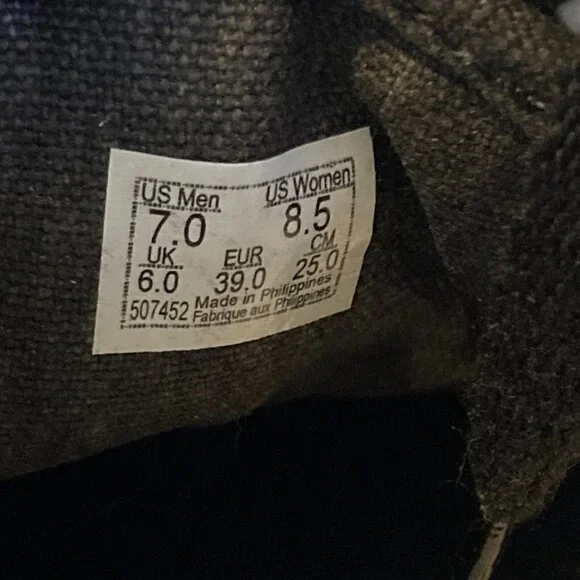 US Men US Women
7.0 8.5
UK EUR CM
6.0 39.0 25.0
507452 Made in Philippines
Fabrique aux Philippines